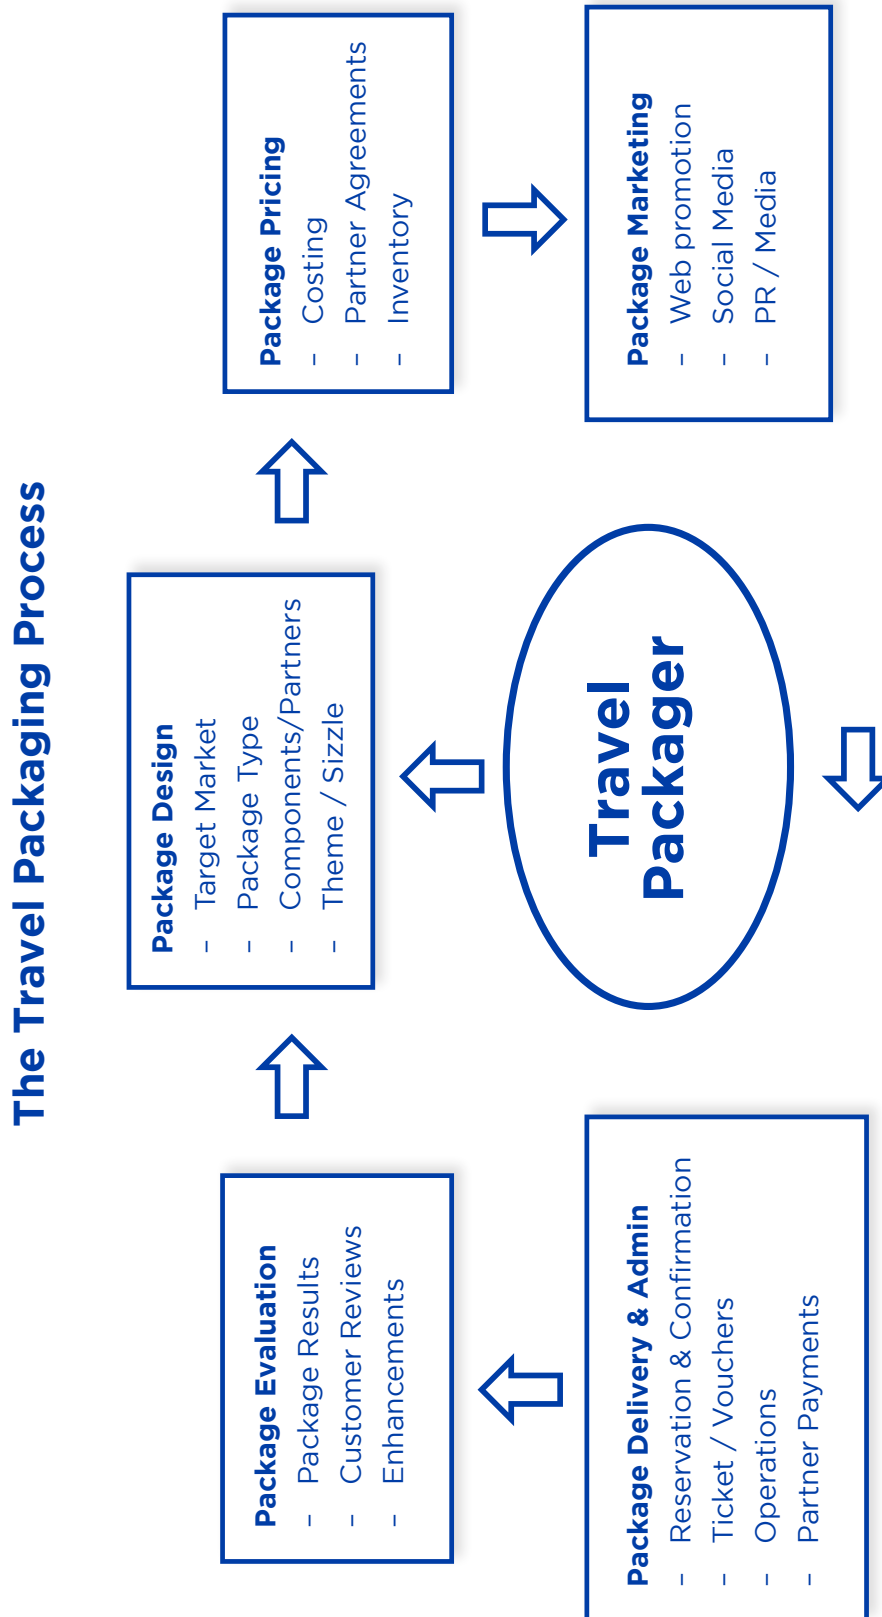 The Travel Packaging Process
Package Evaluation
– Package Results
– Customer Reviews
– Enhancements
Package Design
– Target Market
– Package Type
– Components/Partners
– Theme / Sizzle
Package Pricing
– Costing
– Partner Agreements
– Inventory
Package Delivery & Admin
– Reservation & Confirmation
– Ticket / Vouchers
– Operations
– Partner Payments
Travel
Packager
Package Marketing
– Web promotion
– Social Media
– PR / Media